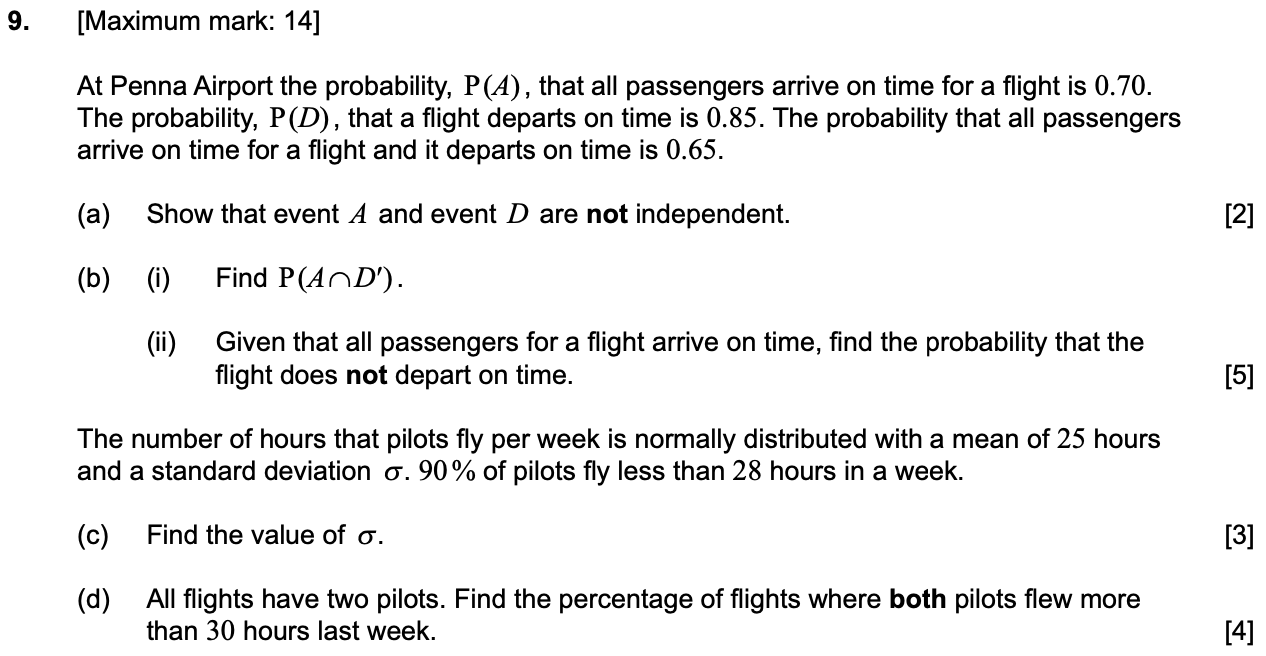 9. [Maximum mark: 14]
At Penna Airport the probability, P(A), that all passengers arrive on time for a flight is 0.70.
The probability, P(D), that a flight departs on time is 0.85. The probability that all passengers
arrive on time for a flight and it departs on time is 0.65.
(a) Show that event A and event D are not independent. [2]
(b) (i) Find P(A∩D′).
(ii) Given that all passengers for a flight arrive on time, find the probability that the
flight does not depart on time. [5]
The number of hours that pilots fly per week is normally distributed with a mean of 25 hours
and a standard deviation σ. 90% of pilots fly less than 28 hours in a week.
(c) Find the value of σ. [3]
(d) All flights have two pilots. Find the percentage of flights where both pilots flew more
than 30 hours last week. [4]